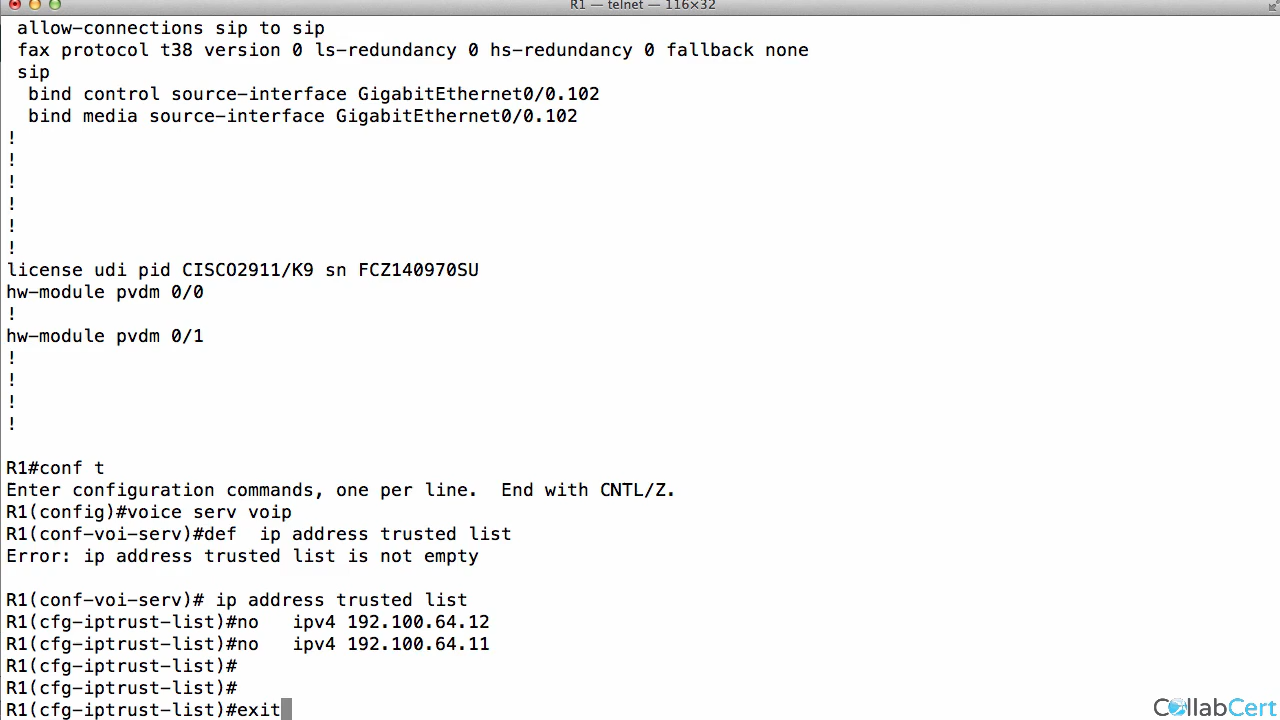 R1 — telnet — 116×32
 allow-connections sip to sip
 fax protocol t38 version 0 ls-redundancy 0 hs-redundancy 0 fallback none
 sip
  bind control source-interface GigabitEthernet0/0.102
  bind media source-interface GigabitEthernet0/0.102
!
!
!
!
!
!
license udi pid CISCO2911/K9 sn FCZ140970SU
hw-module pvdm 0/0
!
hw-module pvdm 0/1
!
!
!
!
R1#conf t
Enter configuration commands, one per line.  End with CNTL/Z.
R1(config)#voice serv voip
R1(conf-voi-serv)#def  ip address trusted list
Error: ip address trusted list is not empty
R1(conf-voi-serv)# ip address trusted list
R1(cfg-iptrust-list)#no   ipv4 192.100.64.12
R1(cfg-iptrust-list)#no   ipv4 192.100.64.11
R1(cfg-iptrust-list)#
R1(cfg-iptrust-list)#
R1(cfg-iptrust-list)#exit
CollabCert